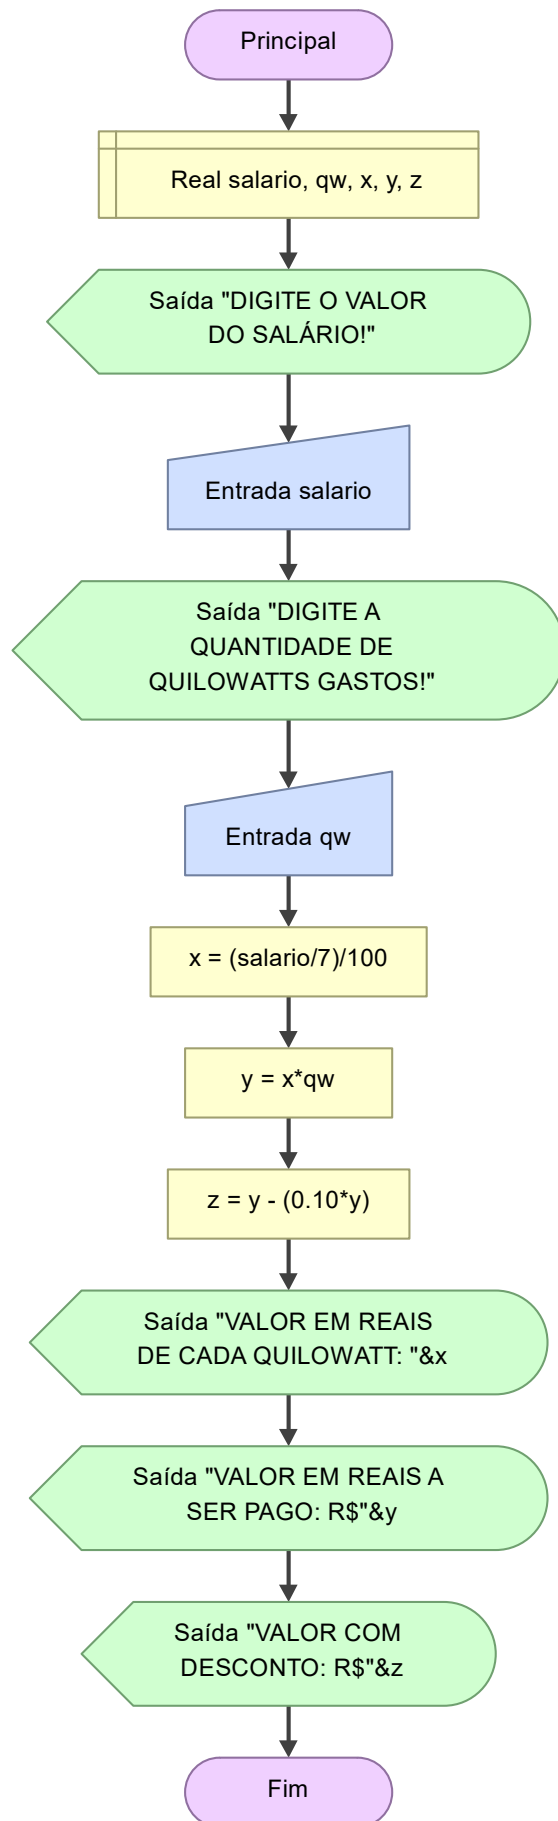 Principal
Real salario, qw, x, y, z
Saída "DIGITE O VALOR
DO SALÁRIO!"
Entrada salario
Saída "DIGITE A
QUANTIDADE DE
QUILOWATTS GASTOS!"
Entrada qw
x = (salario/7)/100
y = x*qw
z = y - (0.10*y)
Saída "VALOR EM REAIS
DE CADA QUILOWATT: "&x
Saída "VALOR EM REAIS A
SER PAGO: R$"&y
Saída "VALOR COM
DESCONTO: R$"&z
Fim